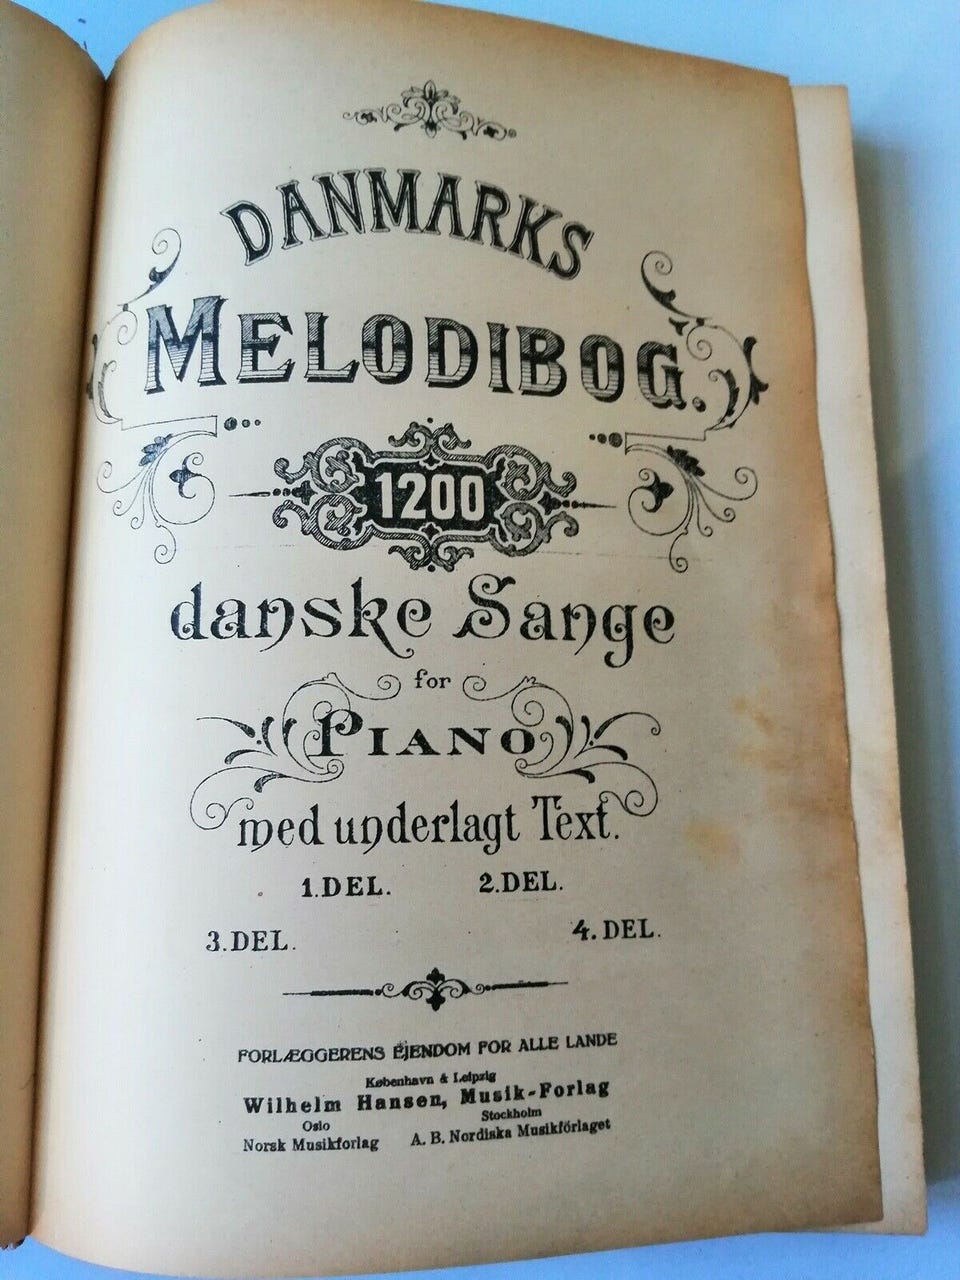 DANMARKS
MELODIBOG.
1200
danske Sange
for
PIANO
med underlagt Text.
1. DEL. 2. DEL.
3. DEL. 4. DEL.
FORLÆGGERENS EJENDOM FOR ALLE LANDE
København & Leipzig
Wilhelm Hansen, Musik-Forlag
Oslo Stockholm
Norsk Musikforlag A. B. Nordiska Musikförlaget